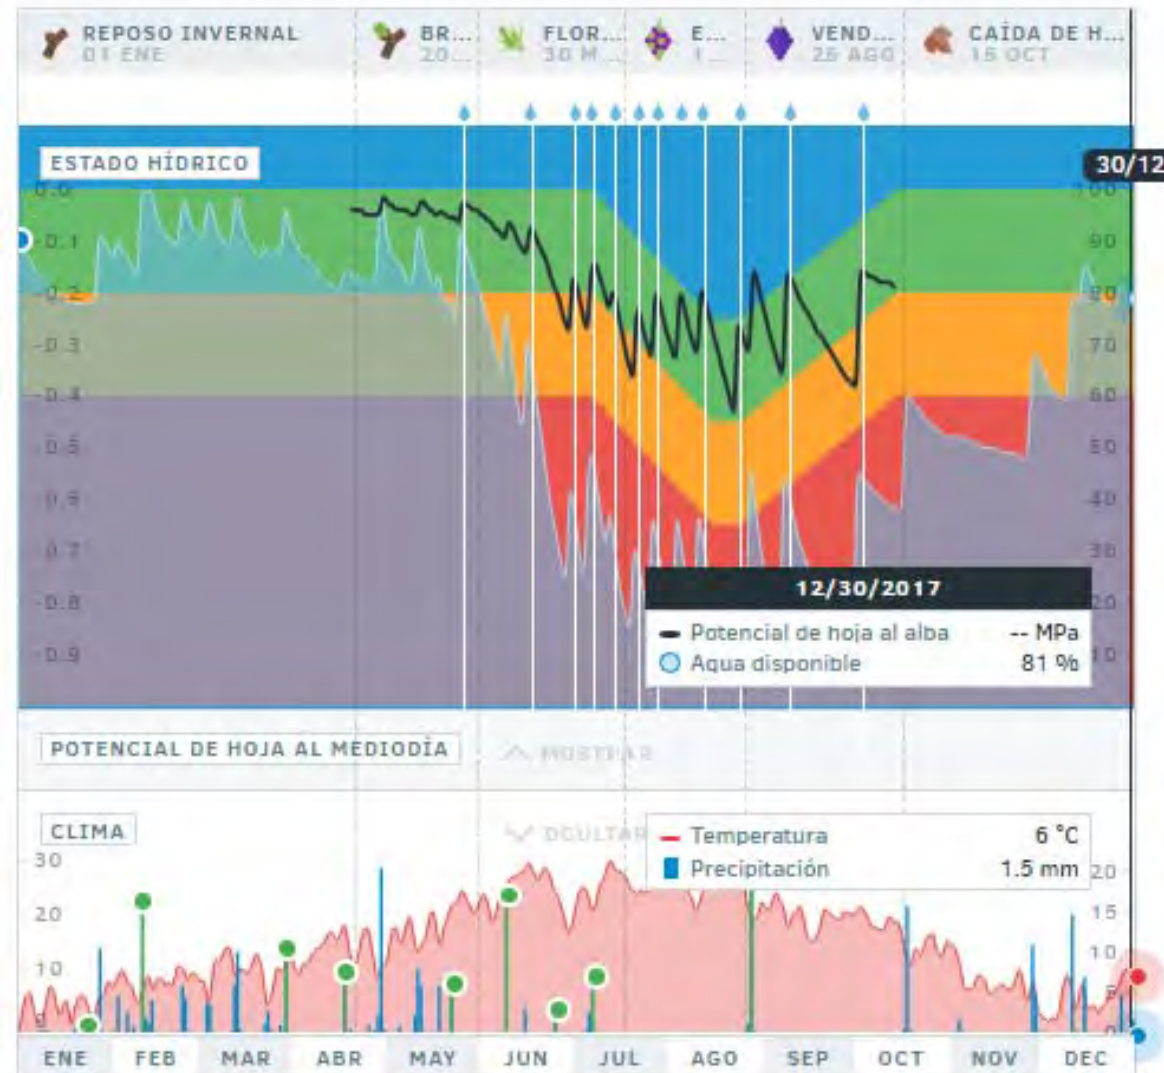 REPOSO INVERNAL
01 ENE
BR...
20...
FLOR...
30 M...
E...
1...
VEND...
25 AGO
CAÍDA DE H...
15 OCT
ESTADO HÍDRICO
30/12
0.0
100
-0.1
90
-0.2
80
-0.3
70
-0.4
60
-0.5
50
-0.6
40
-0.7
30
12/30/2017
-0.8
20
Potencial de hoja al alba -- MPa
-0.9
10
Agua disponible 81 %
POTENCIAL DE HOJA AL MEDIODÍA
MOSTRAR
CLIMA
OCULTAR
Temperatura 6 °C
Precipitación 1.5 mm
30
20
20
15
10
10
5
0
0
ENE FEB MAR ABR MAY JUN JUL AGO SEP OCT NOV DEC